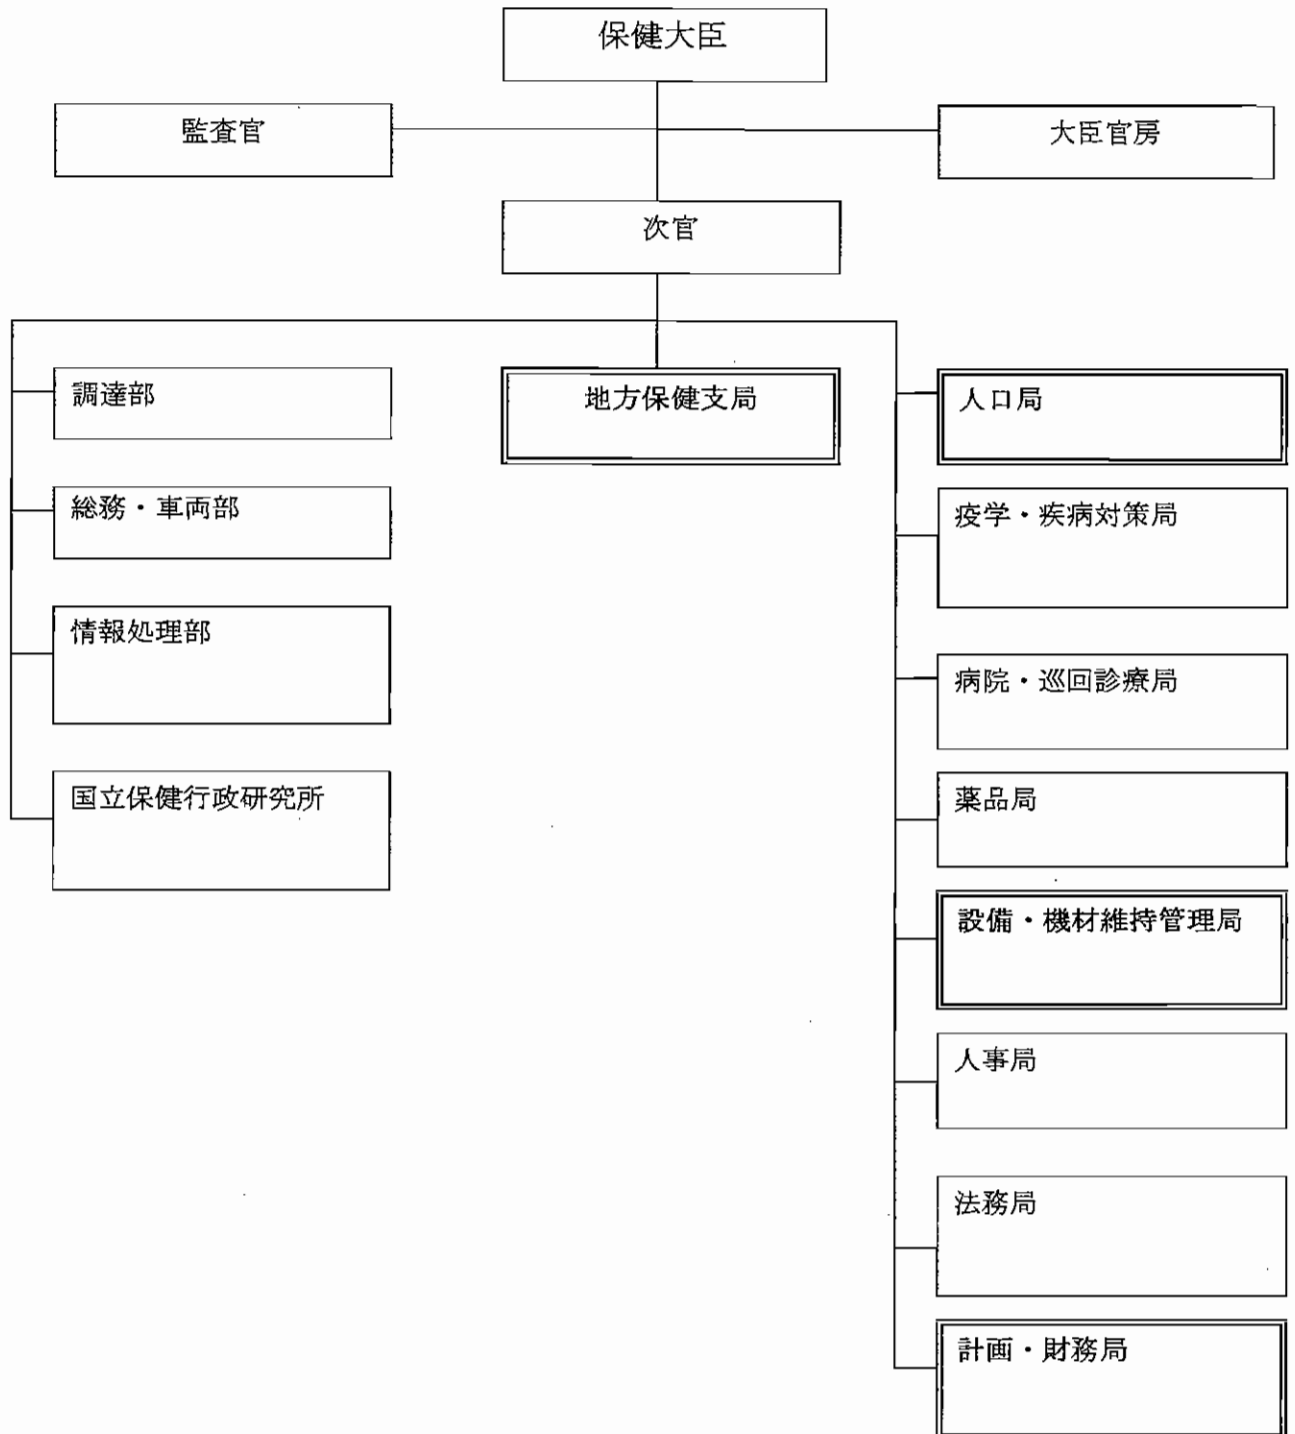 保健大臣
監査官
大臣官房
次官
調達部
地方保健支局
人口局
総務・車両部
疫学・疾病対策局
情報処理部
病院・巡回診療局
国立保健行政研究所
薬品局
設備・機材維持管理局
人事局
法務局
計画・財務局